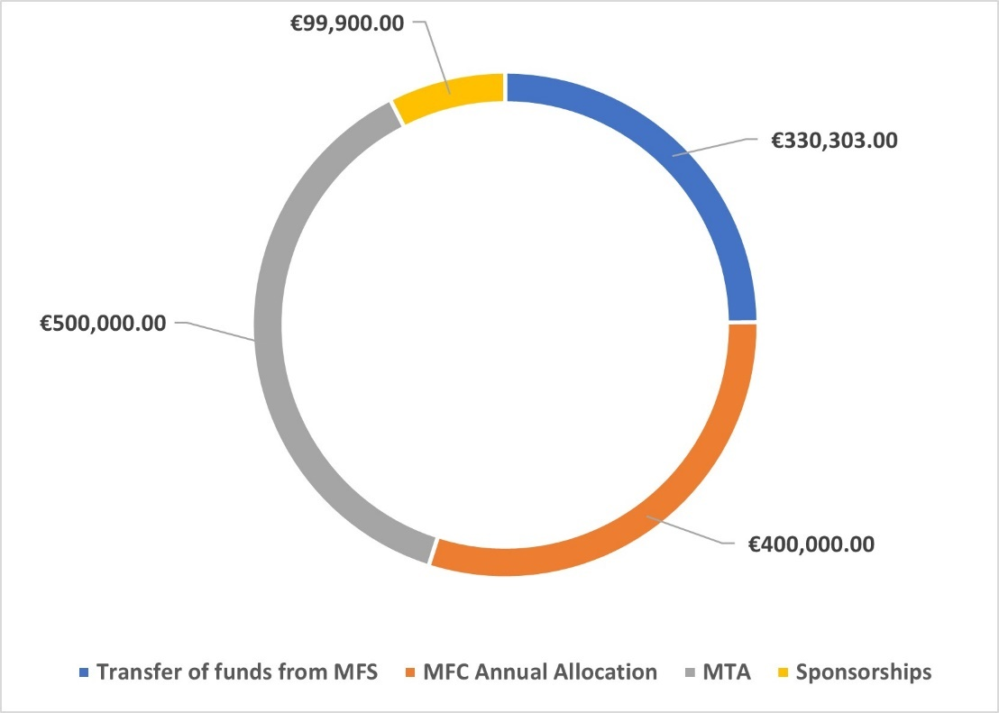 €99,900.00
€330,303.00
€500,000.00
€400,000.00
Transfer of funds from MFS MFC Annual Allocation MTA Sponsorships